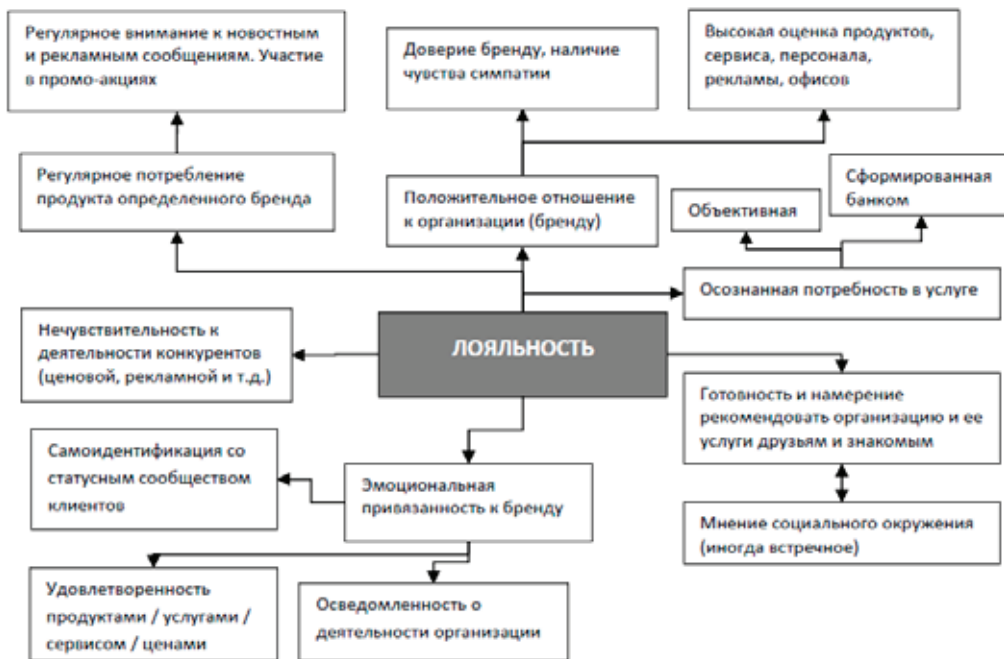 Регулярное внимание к новостным
и рекламным сообщениям. Участие
в промо-акциях
Доверие бренду, наличие
чувства симпатии
Высокая оценка продуктов,
сервиса, персонала,
рекламы, офисов
Регулярное потребление
продукта определенного бренда
Положительное отношение
к организации (бренду)
Объективная
Сформированная
банком
Осознанная потребность в услуге
Нечувствительность к
деятельности конкурентов
(ценовой, рекламной и т.д.)
ЛОЯЛЬНОСТЬ
Готовность и намерение
рекомендовать организацию и ее
услуги друзьям и знакомым
Самоидентификация со
статусным сообществом
клиентов
Эмоциональная
привязанность к бренду
Мнение социального окружения
(иногда встречное)
Удовлетворенность
продуктами / услугами /
сервисом / ценами
Осведомленность о
деятельности организации